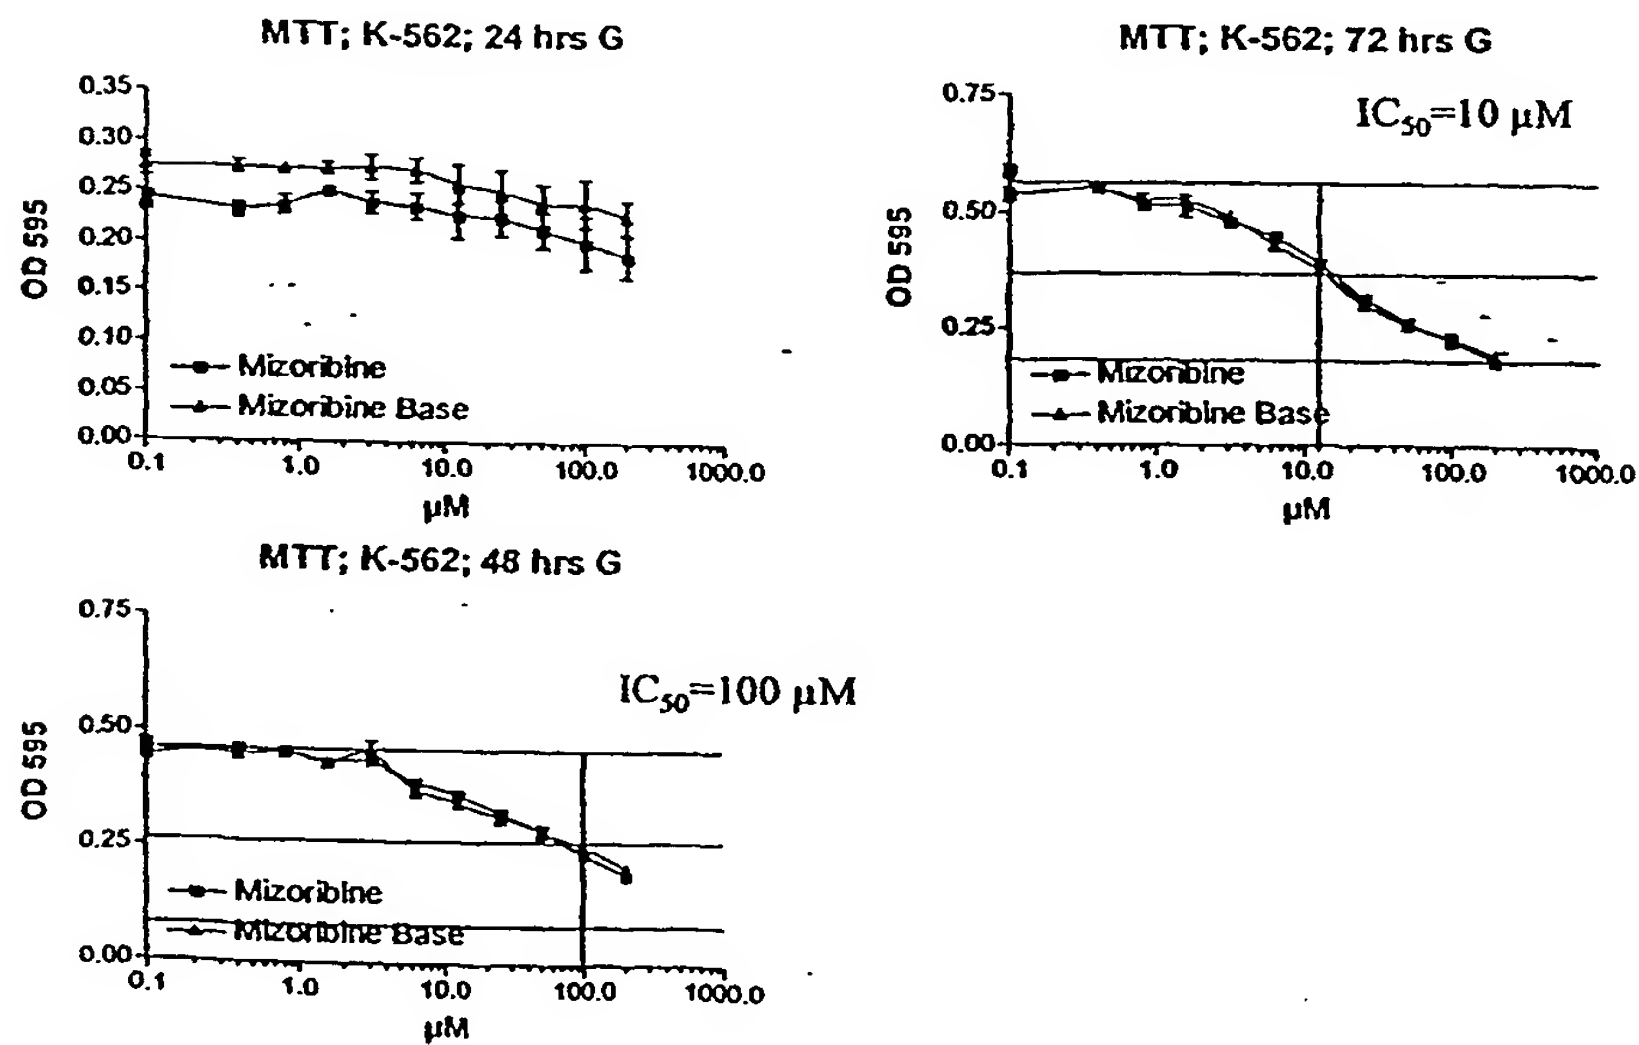 MTT; K-562; 24 hrs G
0.35
0.30
0.25
0.20
0.15
0.10
0.05
0.00
OD 595
Mizoribine
Mizoribine Base
0.1 1.0 10.0 100.0 1000.0
µM
MTT; K-562; 72 hrs G
IC50=10 µM
0.75
0.50
0.25
0.00
OD 595
Mizoribine
Mizoribine Base
0.1 1.0 10.0 100.0 1000.0
µM
MTT; K-562; 48 hrs G
IC50=100 µM
0.75
0.50
0.25
0.00
OD 595
Mizoribine
Mizoribine Base
0.1 1.0 10.0 100.0 1000.0
µM